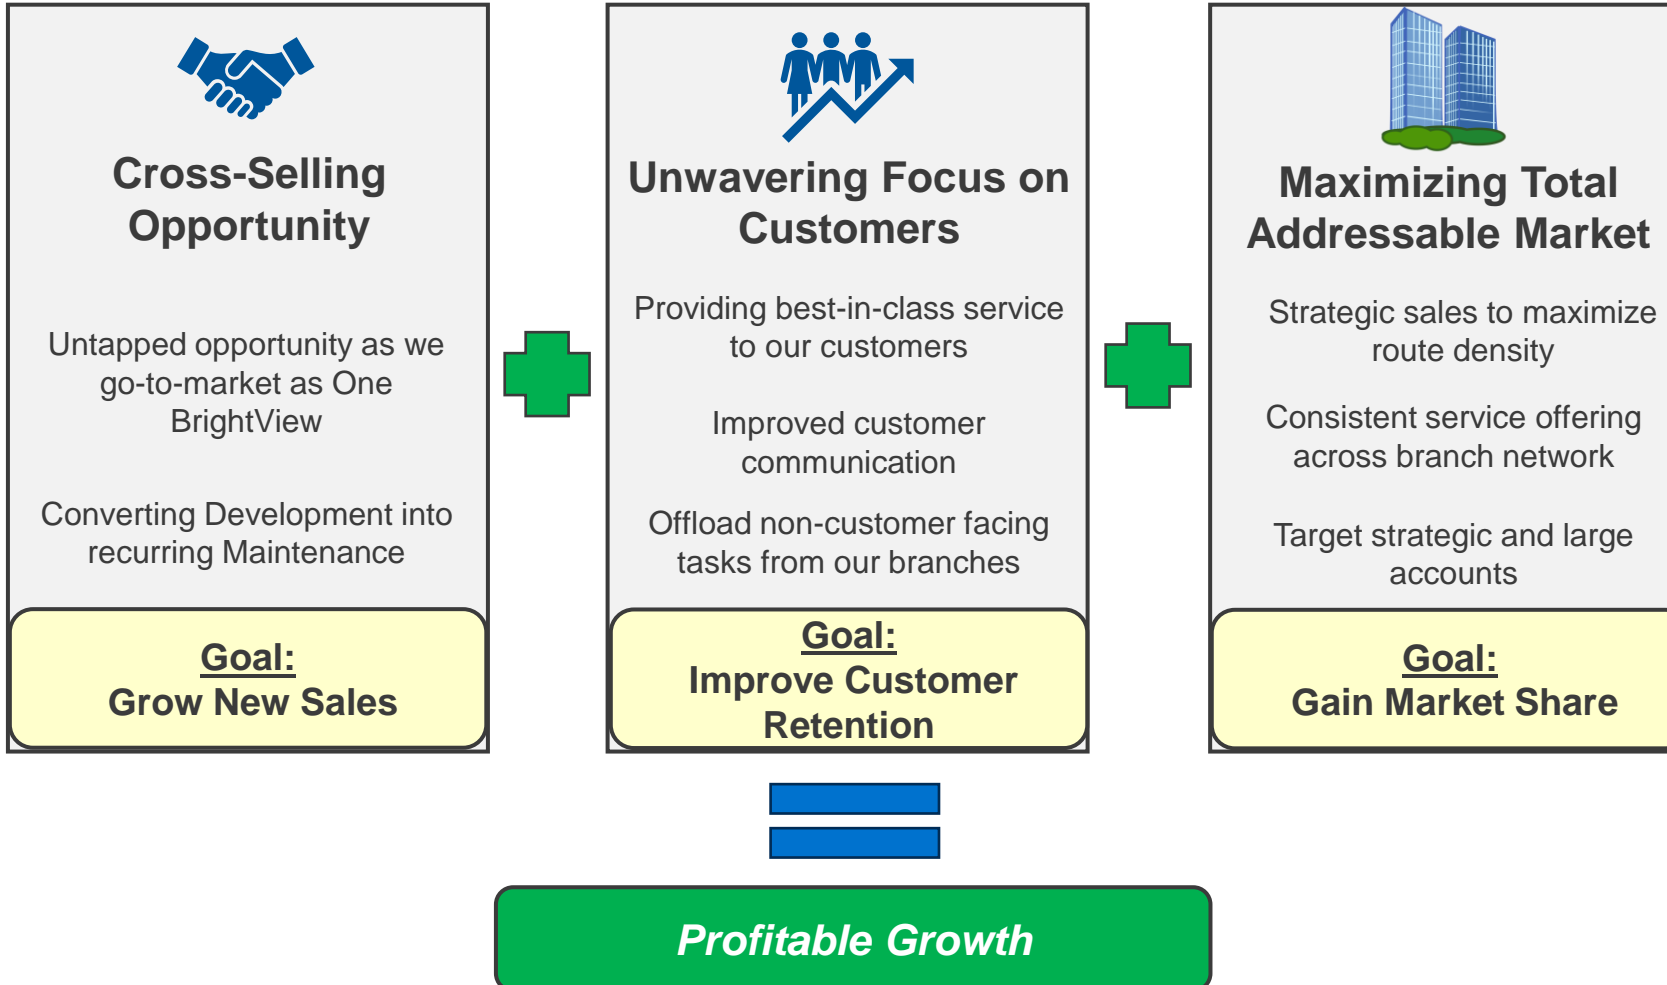 Cross-Selling
Opportunity
Untapped opportunity as we
go-to-market as One
BrightView
Converting Development into
recurring Maintenance
Goal:
Grow New Sales
Unwavering Focus on
Customers
Providing best-in-class service
to our customers
Improved customer
communication
Offload non-customer facing
tasks from our branches
Goal:
Improve Customer
Retention
Maximizing Total
Addressable Market
Strategic sales to maximize
route density
Consistent service offering
across branch network
Target strategic and large
accounts
Goal:
Gain Market Share
Profitable Growth